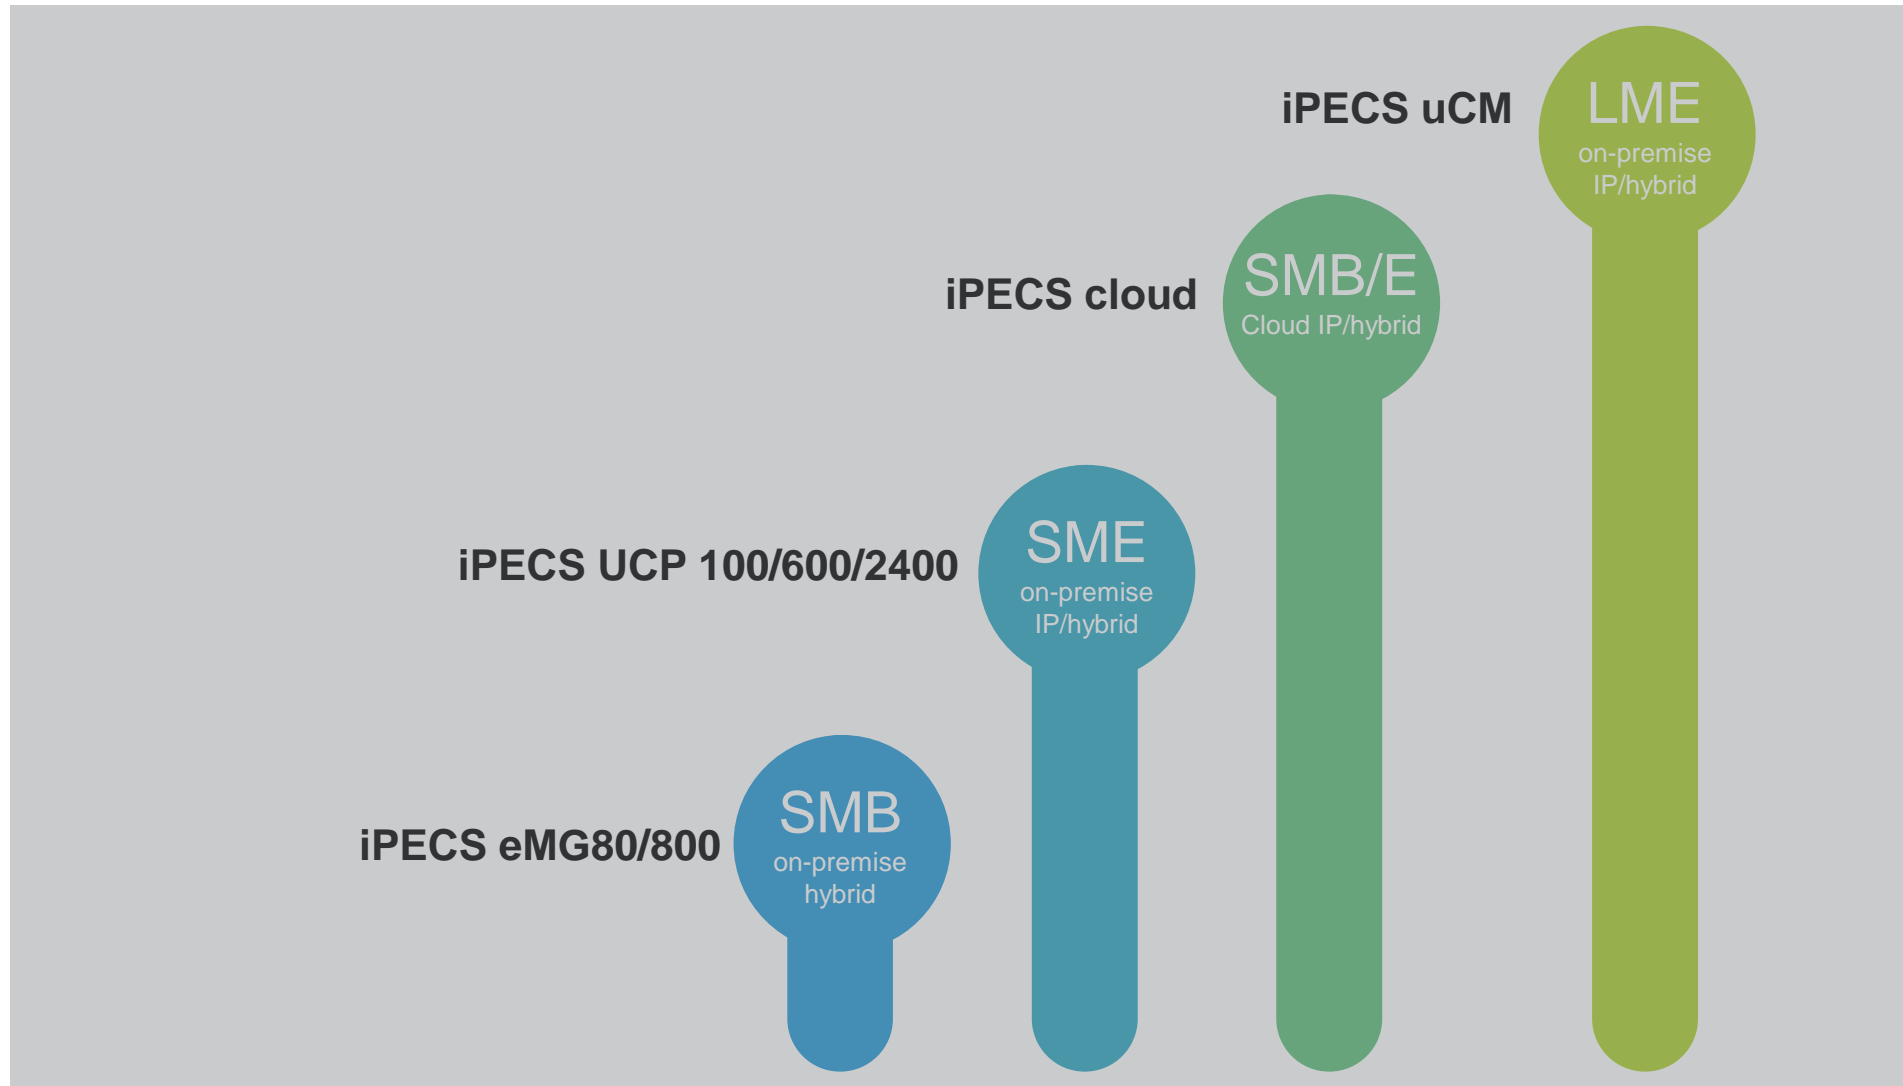 iPECS uCM
LME
on-premise
IP/hybrid
iPECS cloud
SMB/E
Cloud IP/hybrid
iPECS UCP 100/600/2400
SME
on-premise
IP/hybrid
iPECS eMG80/800
SMB
on-premise
hybrid